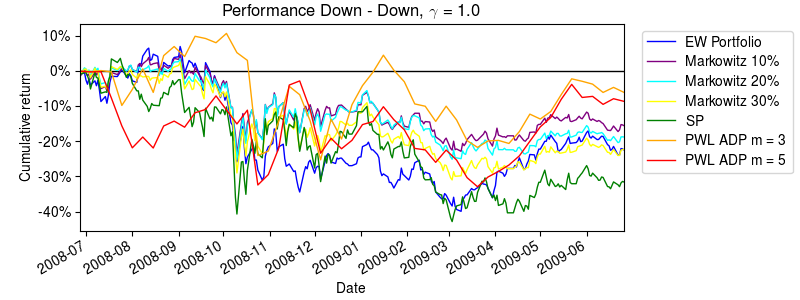 Performance Down - Down, γ = 1.0
Cumulative return
10%
0%
-10%
-20%
-30%
-40%
2008-07
2008-08
2008-09
2008-10
2008-11
2008-12
2009-01
2009-02
2009-03
2009-04
2009-05
2009-06
Date
EW Portfolio
Markowitz 10%
Markowitz 20%
Markowitz 30%
SP
PWL ADP m = 3
PWL ADP m = 5